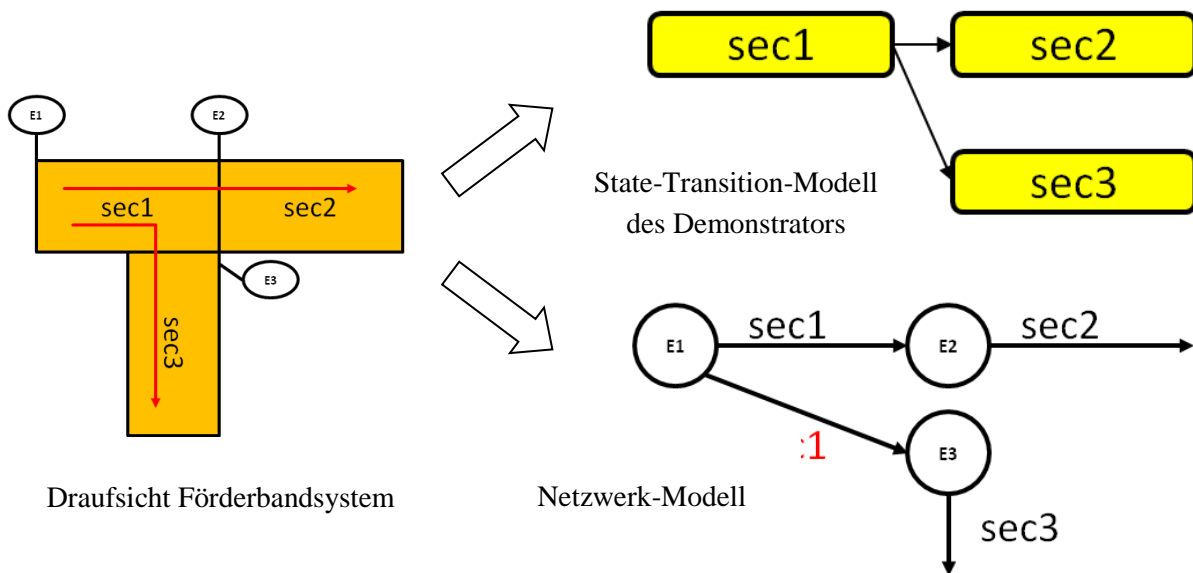 sec1
sec2
sec3
State-Transition-Modell
des Demonstrators
E1
E2
sec1
sec2
E3
sec3
Draufsicht Förderbandsystem
E1
sec1
E2
sec2
:1
E3
sec3
Netzwerk-Modell